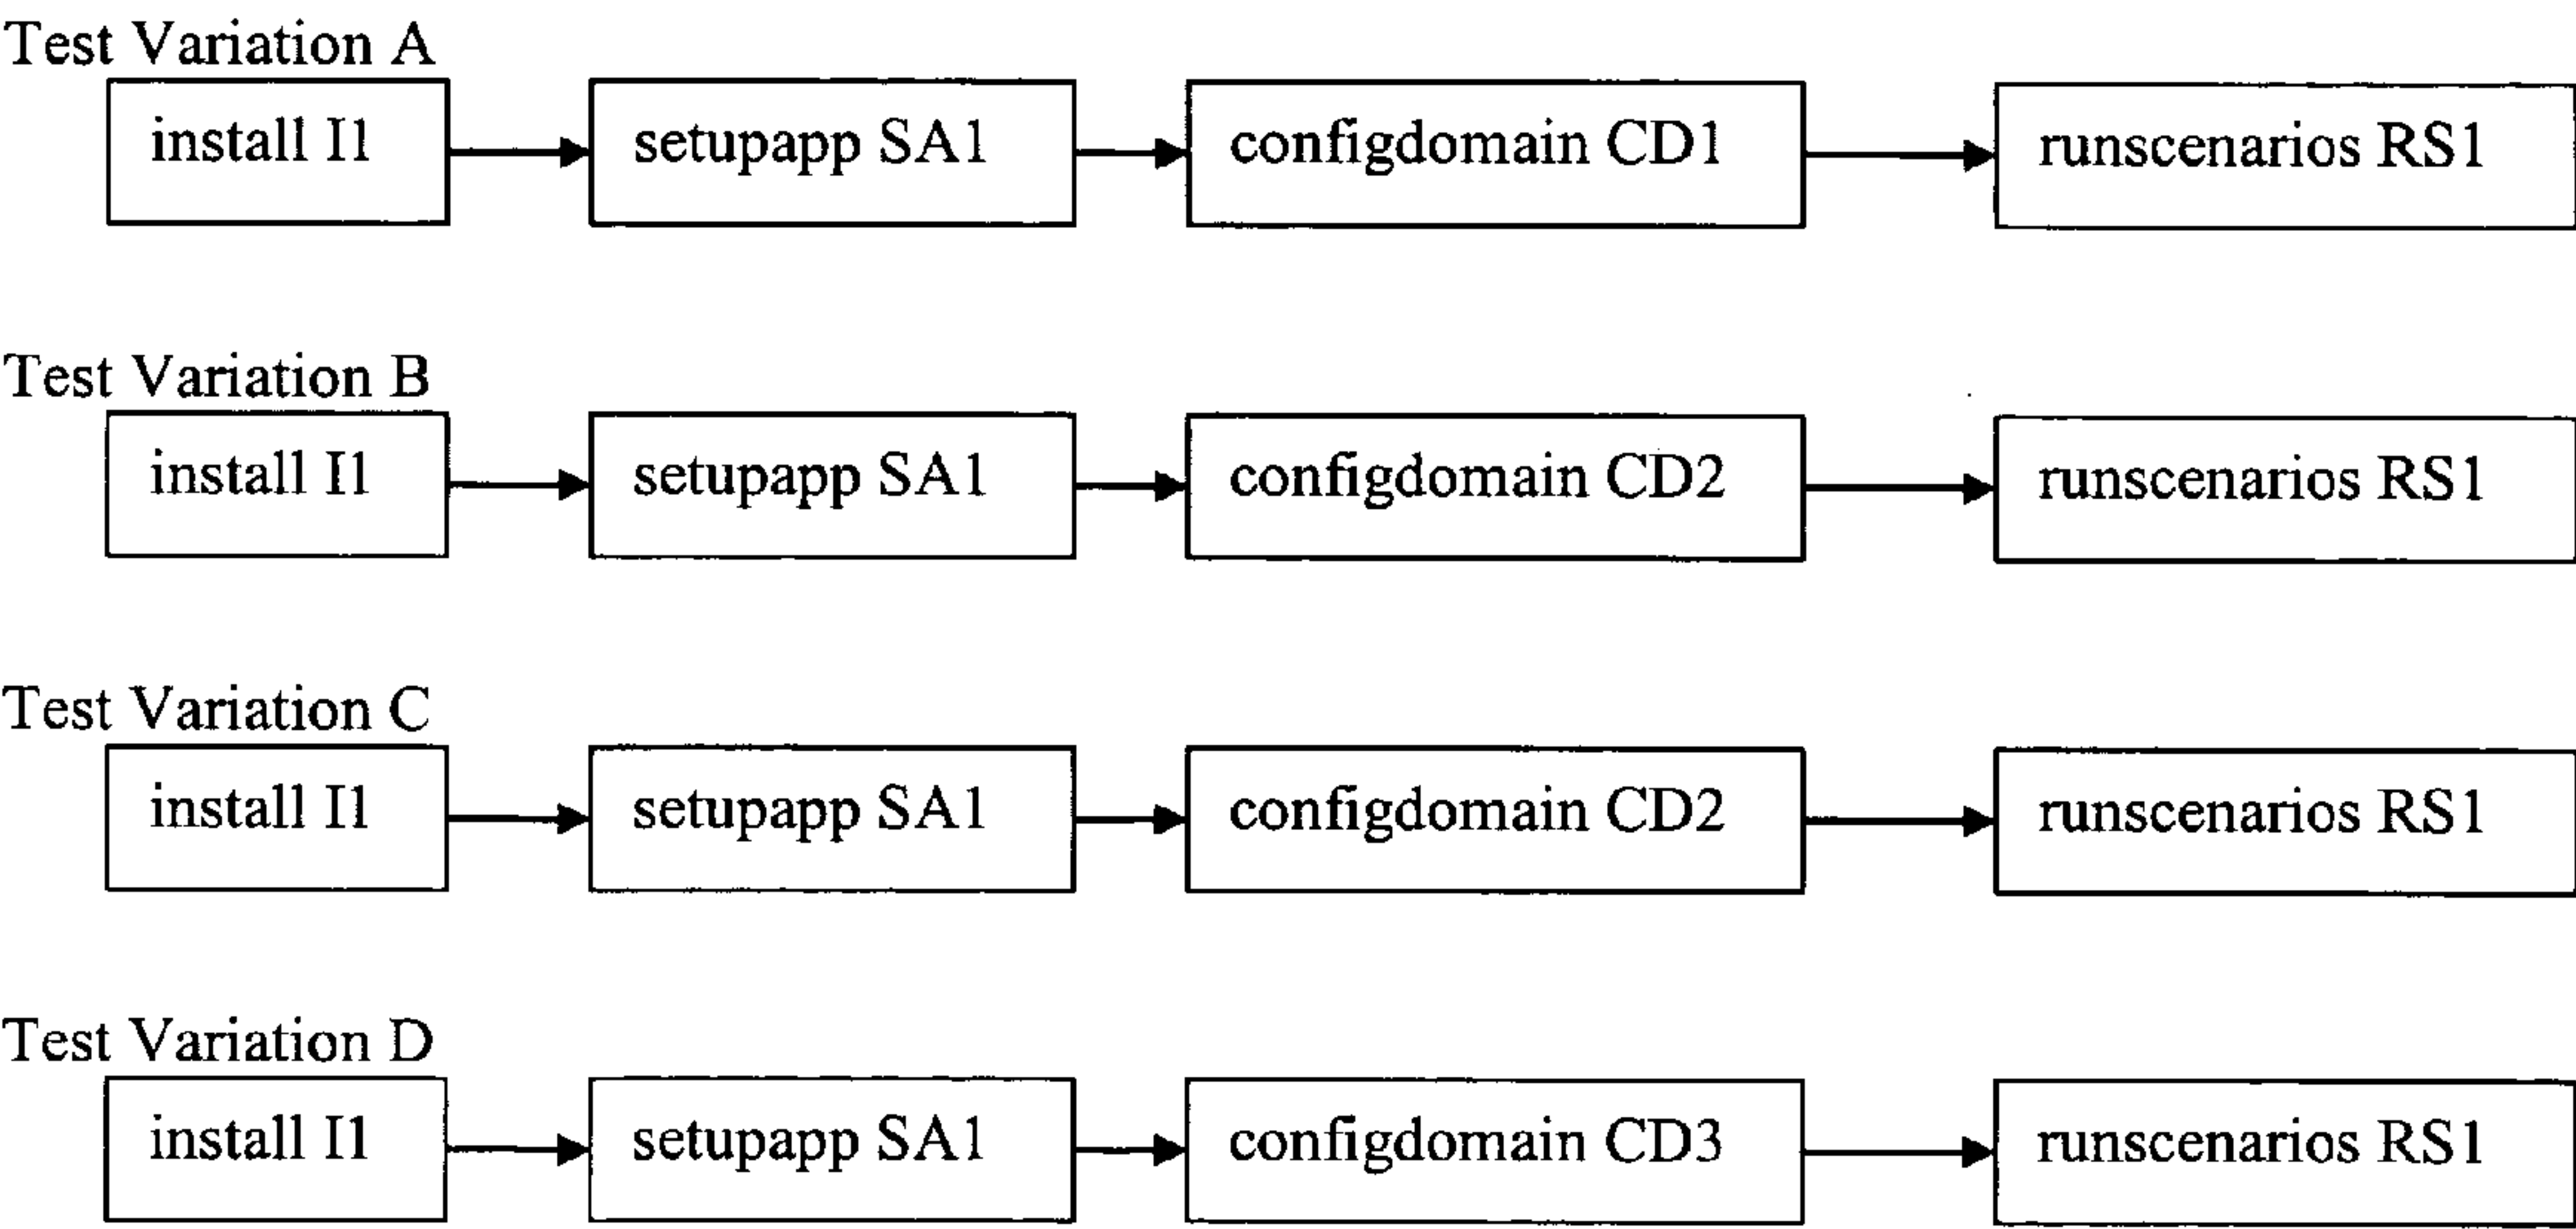 Test Variation A
install I1
setupapp SA1
configdomain CD1
runscenarios RS1
Test Variation B
install I1
setupapp SA1
configdomain CD2
runscenarios RS1
Test Variation C
install I1
setupapp SA1
configdomain CD2
runscenarios RS1
Test Variation D
install I1
setupapp SA1
configdomain CD3
runscenarios RS1